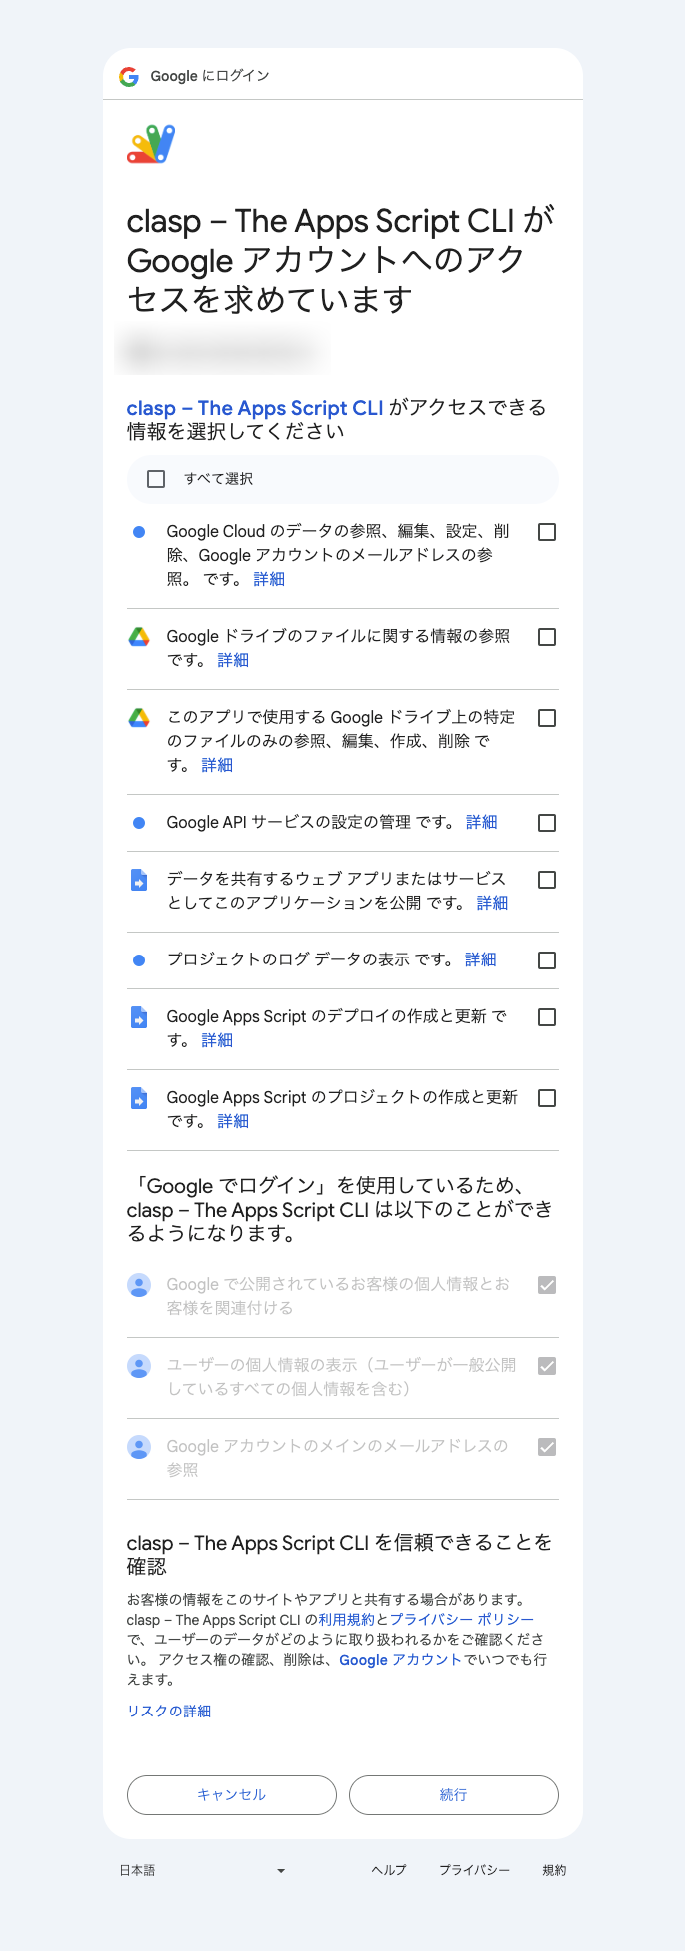 Google にログイン
clasp – The Apps Script CLI が
Google アカウントへのアク
セスを求めています
clasp – The Apps Script CLI がアクセスできる
情報を選択してください
すべて選択
Google Cloud のデータの参照、編集、設定、削
除、Google アカウントのメールアドレスの参
照。 です。 詳細
Google ドライブのファイルに関する情報の参照
です。 詳細
このアプリで使用する Google ドライブ上の特定
のファイルのみの参照、編集、作成、削除 で
す。 詳細
Google API サービスの設定の管理 です。 詳細
データを共有するウェブ アプリまたはサービス
としてこのアプリケーションを公開 です。 詳細
プロジェクトのログ データの表示 です。 詳細
Google Apps Script のデプロイの作成と更新 で
す。 詳細
Google Apps Script のプロジェクトの作成と更新
です。 詳細
「Google でログイン」を使用しているため、
clasp – The Apps Script CLI は以下のことができ
るようになります。
Google で公開されているお客様の個人情報とお
客様を関連付ける
ユーザーの個人情報の表示（ユーザーが一般公開
しているすべての個人情報を含む）
Google アカウントのメインのメールアドレスの
参照
clasp – The Apps Script CLI を信頼できることを
確認
お客様の情報をこのサイトやアプリと共有する場合があります。
clasp – The Apps Script CLI の利用規約とプライバシー ポリシー
で、ユーザーのデータがどのように取り扱われるかをご確認くださ
い。 アクセス権の確認、削除は、Google アカウントでいつでも行
えます。
リスクの詳細
キャンセル 続行
日本語 ヘルプ プライバシー 規約